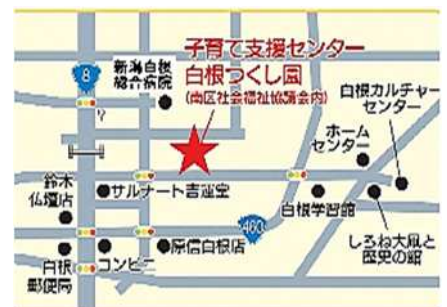 子育て支援センター
白根つくし園
(南区社会福祉協議会内)
8
新潟白根
総合病院
白根カルチャー
センター
ホーム
センター
鈴木
仏壇店
サルナート吉運堂
白根学習館
460
しろね大凧と
歴史の館
白根
郵便局
コンビニ
原信白根店